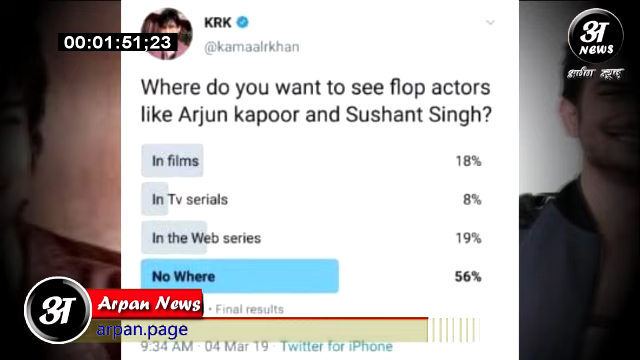 KRK
@kamaalrkhan
00:01:51;23
अ
NEWS
Where do you want to see flop actors
like Arjun kapoor and Sushant Singh?
In films 18%
In Tv serials 8%
In the Web series 19%
No Where 56%
• Final results
अ
Arpan News
arpan.page
9:34 AM · 04 Mar 19 · Twitter for iPhone